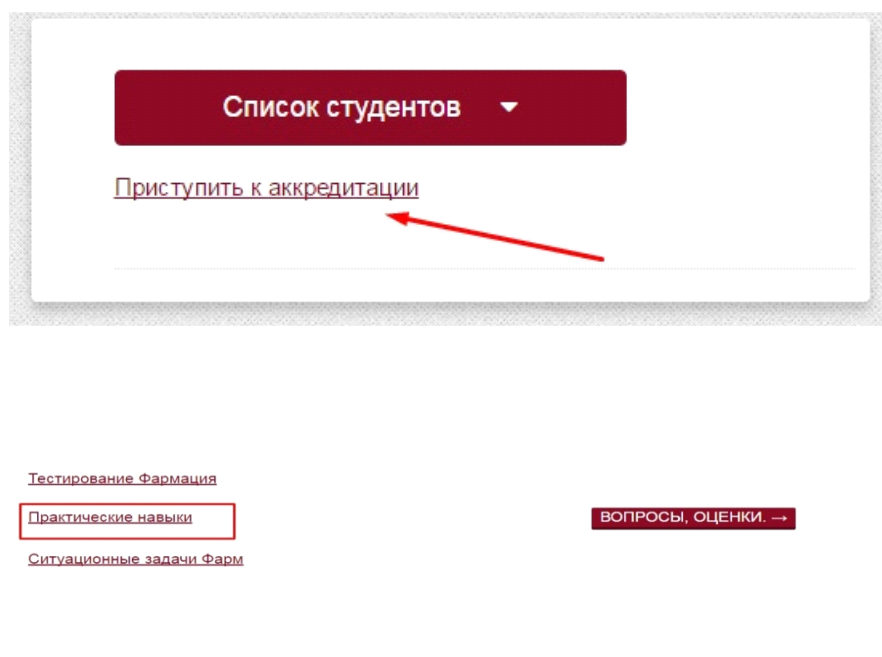 Список студентов
Приступить к аккредитации
Тестирование Фармация
Практические навыки
ВОПРОСЫ, ОЦЕНКИ. →
Ситуационные задачи Фарм